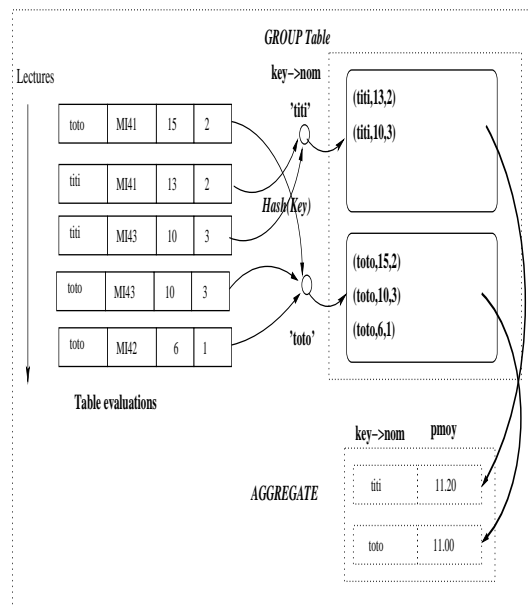 GROUP Table
Lectures
key->nom
'titi'
(titi,13,2)
(titi,10,3)
toto MI41 15 2
titi MI41 13 2
titi MI43 10 3
toto MI43 10 3
toto MI42 6 1
Hash(Key)
(toto,15,2)
(toto,10,3)
(toto,6,1)
'toto'
Table evaluations
key->nom pmoy
AGGREGATE
titi 11.20
toto 11.00